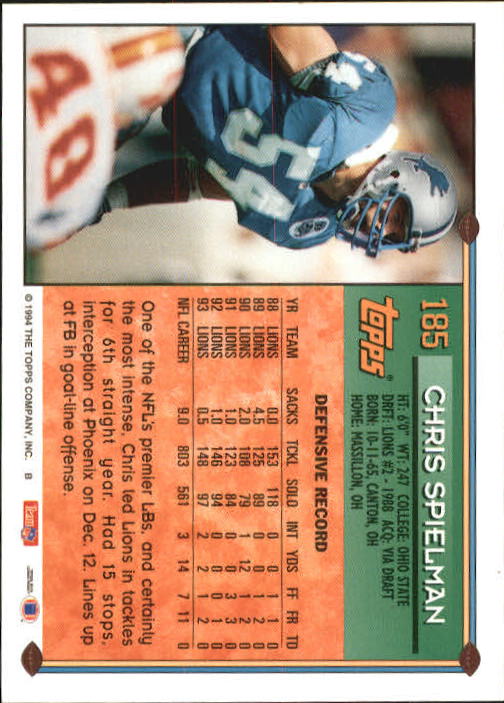 185
CHRIS SPIELMAN
TOPPS®
HT: 6'0" WT: 247 COLLEGE: OHIO STATE
DRFT: LIONS #2 - 1988 ACQ: VIA DRAFT
BORN: 10-11-65, CANTON, OH
HOME: MASSILLON, OH
DEFENSIVE RECORD
YR TEAM SACKS TCKL SOLO INT YDS FF FR TD
88 LIONS 0.0 153 118 0 0 0 1 0
89 LIONS 4.5 125 89 0 0 1 2 0
90 LIONS 2.0 108 79 1 12 2 2 0
91 LIONS 1.0 123 84 0 0 3 3 0
92 LIONS 1.0 146 94 0 0 0 1 0
93 LIONS 0.5 148 97 2 2 1 2 0
NFL CAREER 9.0 803 561 3 14 7 11 0
One of the NFL's premier LBs, and certainly
the most intense, Chris led Lions in tackles
for 6th straight year. Had 15 stops,
interception at Phoenix on Dec. 12. Lines up
at FB in goal-line offense.
© 1994 THE TOPPS COMPANY, INC. B
54
48